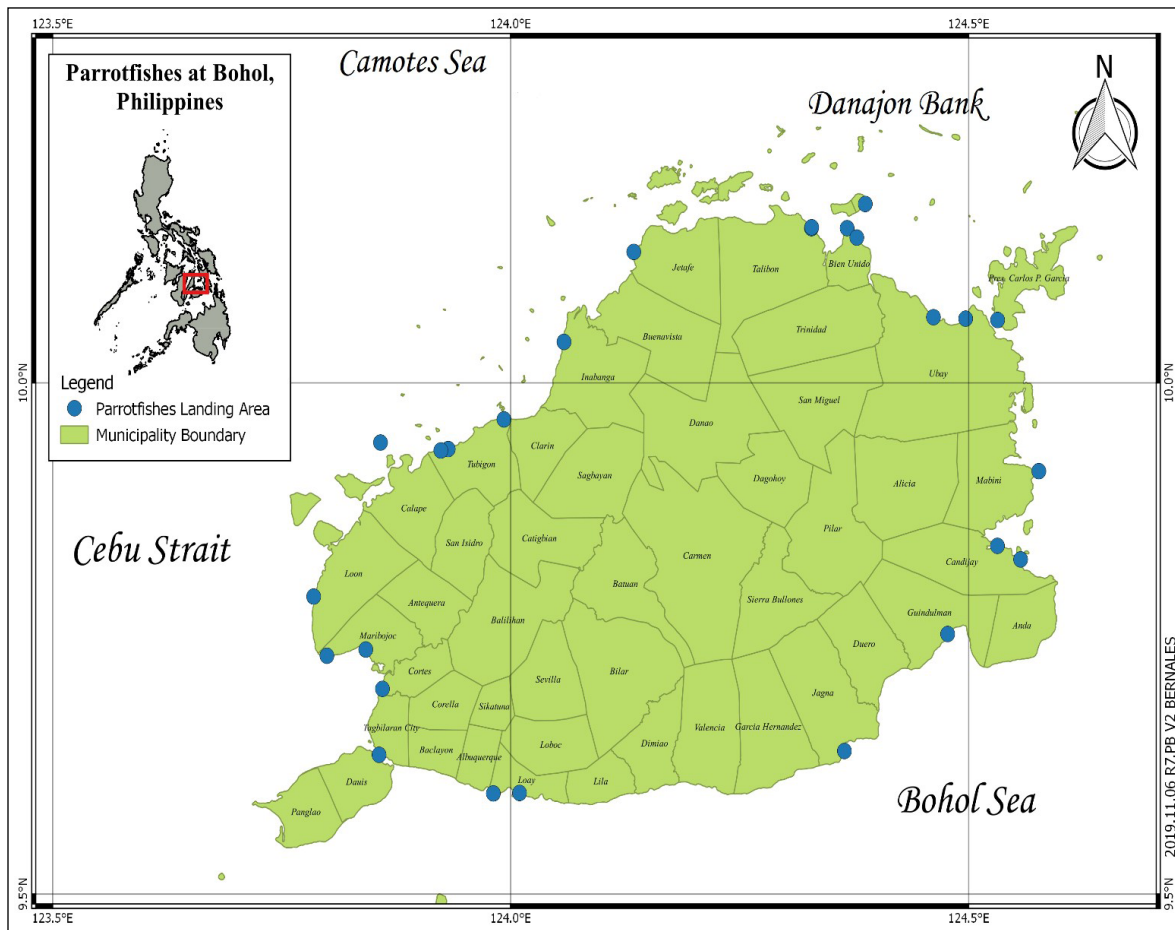 123.5°E
124.0°E
124.5°E
Camotes Sea
Danajon Bank
N
Parrotfishes at Bohol,
Philippines
Legend
Parrotfishes Landing Area
Municipality Boundary
Jetafe
Talibon
Bien Unido
Pres. Carlos P. Garcia
Buenavista
Trinidad
Inabanga
Ubay
10.0°N
10.0°N
San Miguel
Danao
Clarin
Tubigon
Sagbayan
Dagohoy
Alicia
Mabini
Calape
San Isidro
Catigbian
Pilar
Cebu Strait
Carmen
Candijay
Loon
Batuan
Antequera
Sierra Bullones
Guindulman
Balilihan
Anda
Maribojoc
Duero
Cortes
Sevilla
Bilar
Jagna
Corella
Sikatuna
Tagbilaran City
Valencia
Garcia Hernandez
Baclayon
Alburquerque
Loboc
Dimiao
Dauis
Loay
Lila
Panglao
Bohol Sea
2019.11.06 R7.PB V2 BERNALES
9.5°N
9.5°N
123.5°E
124.0°E
124.5°E